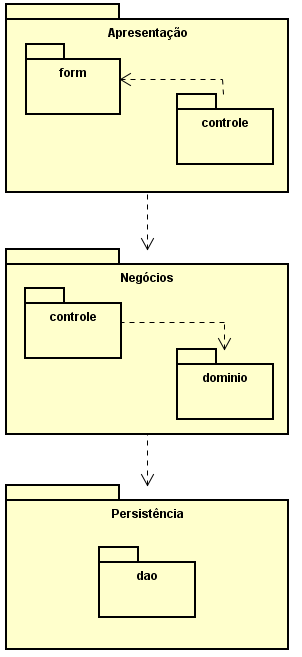 Apresentação
form
controle
Negócios
controle
dominio
Persistência
dao